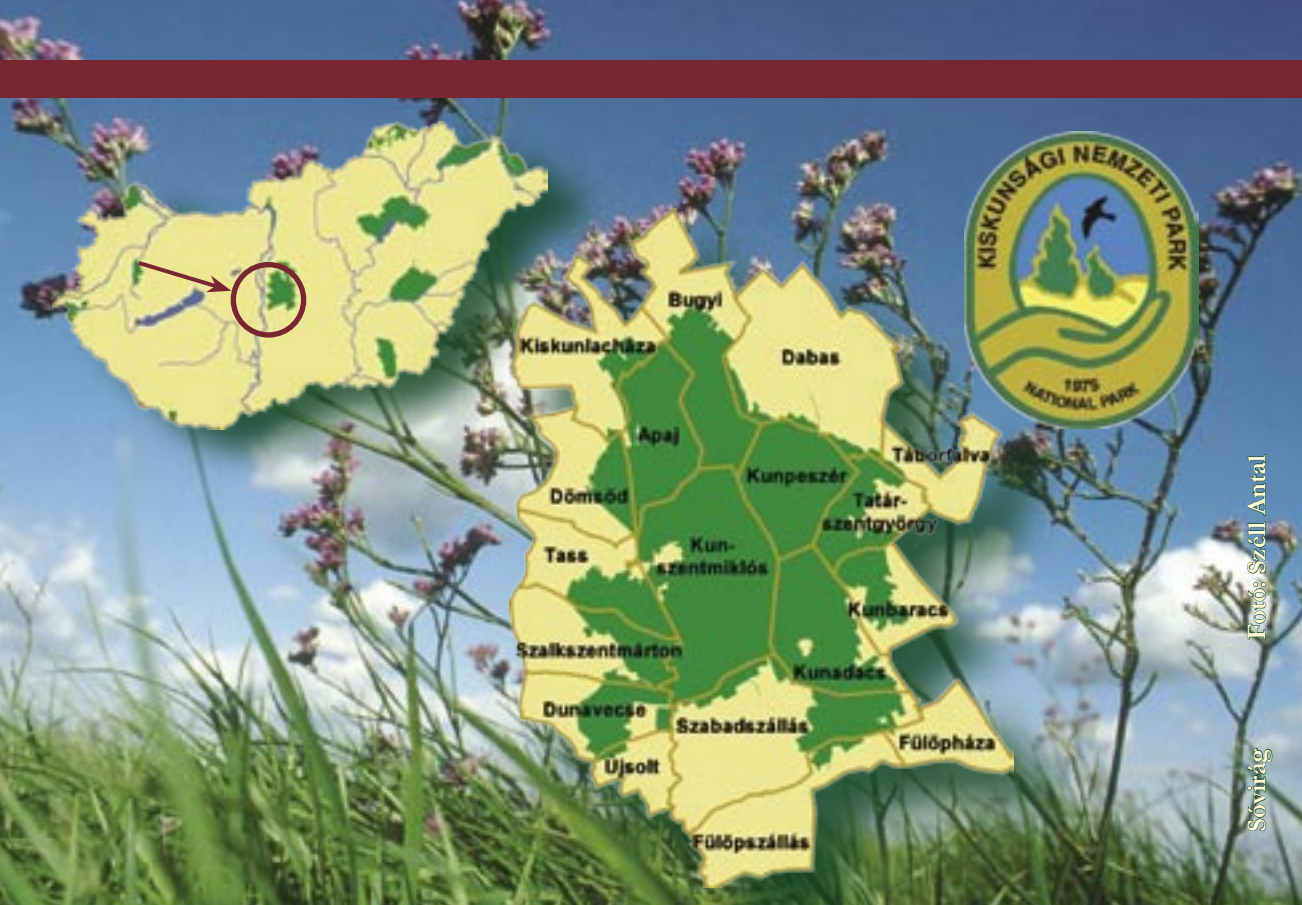 KISKUNSÁGI NEMZETI PARK
1975
NATIONAL PARK
Bugyi
Kiskunlacháza
Dabas
Apaj
Táborfalva
Kunpeszér
Dömsöd
Tatár-
szentgyörgy
Tass
Kun-
szentmiklós
Kunbaracs
Szalkszentmárton
Kunadacs
Dunavecse
Szabadszállás
Fülöpháza
Újsolt
Fülöpszállás
Sóvirág
Fotó: Széll Antal